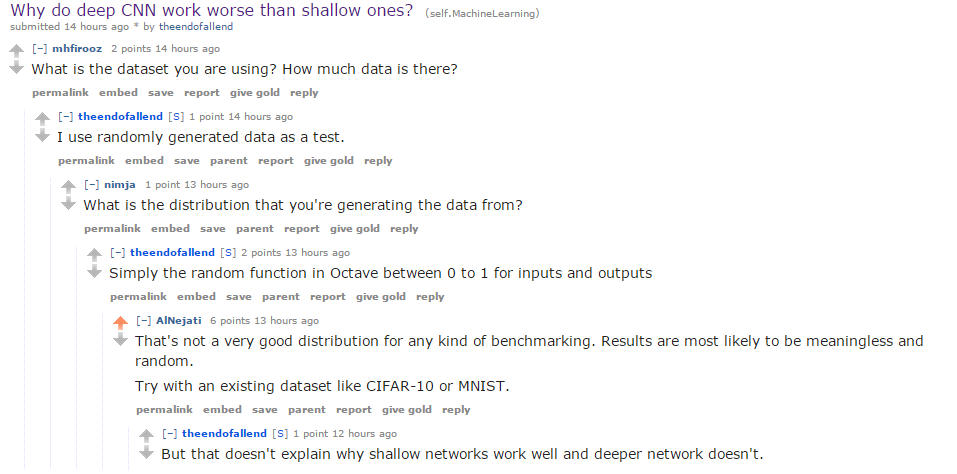 Why do deep CNN work worse than shallow ones? (self.MachineLearning)
submitted 14 hours ago * by theendofallend
[–] mhfirooz 2 points 14 hours ago
What is the dataset you are using? How much data is there?
permalink embed save report give gold reply
[–] theendofallend [S] 1 point 14 hours ago
I use randomly generated data as a test.
permalink embed save parent report give gold reply
[–] nimja 1 point 13 hours ago
What is the distribution that you're generating the data from?
permalink embed save parent report give gold reply
[–] theendofallend [S] 2 points 13 hours ago
Simply the random function in Octave between 0 to 1 for inputs and outputs
permalink embed save parent report give gold reply
[–] AlNejati 6 points 13 hours ago
That's not a very good distribution for any kind of benchmarking. Results are most likely to be meaningless and
random.
Try with an existing dataset like CIFAR-10 or MNIST.
permalink embed save parent report give gold reply
[–] theendofallend [S] 1 point 12 hours ago
But that doesn't explain why shallow networks work well and deeper network doesn't.